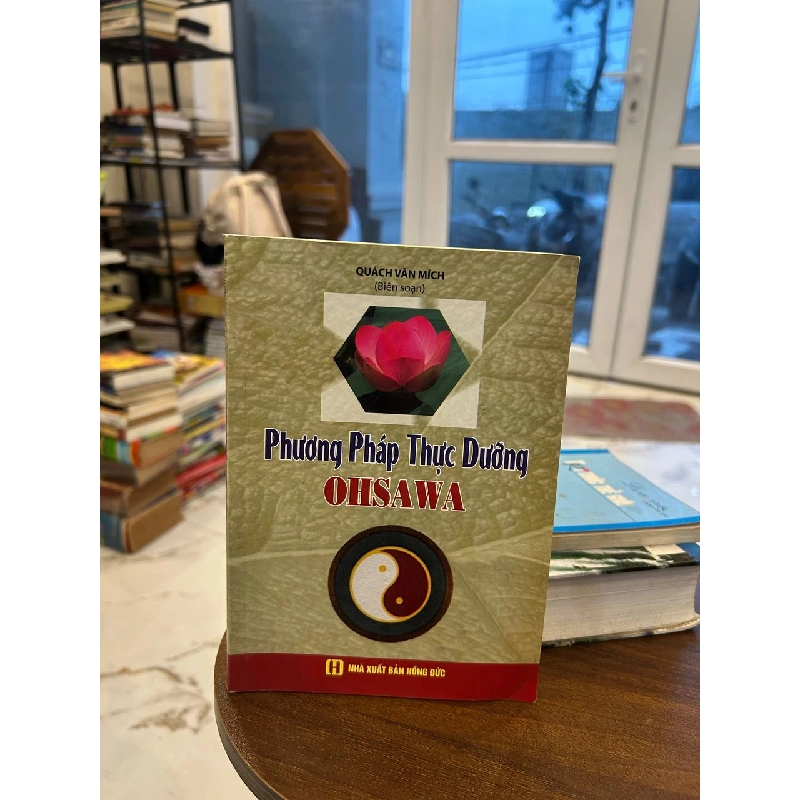 QUÁCH VĂN MÍCH
(Biên soạn)
Phương Pháp Thực Dưỡng
OHSAWA
NHÀ XUẤT BẢN HỒNG ĐỨC